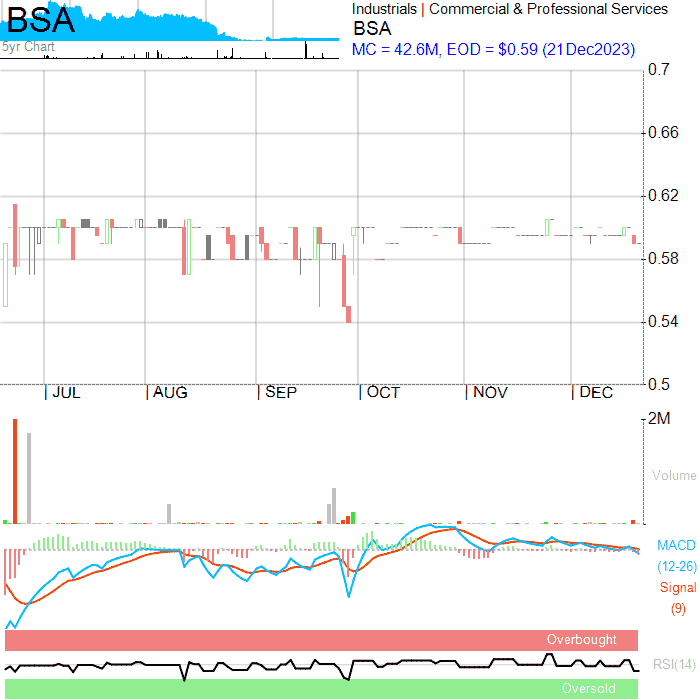 BSA
5yr Chart
Industrials | Commercial & Professional Services
BSA
MC = 42.6M, EOD = $0.59 (21Dec2023)
0.7
0.66
0.62
0.58
0.54
0.5
| JUL | AUG | SEP | OCT | NOV | DEC
2M
Volume
MACD
(12-26)
Signal
(9)
Overbought
RSI(14)
Oversold